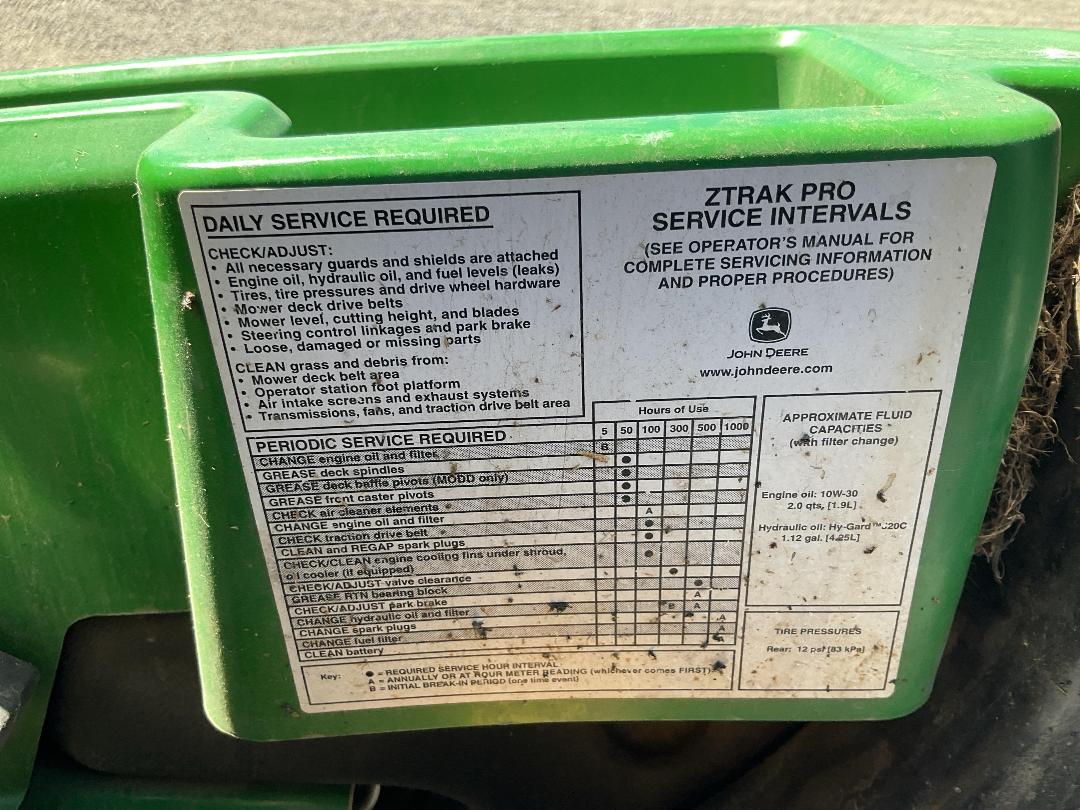 DAILY SERVICE REQUIRED
CHECK/ADJUST:
• All necessary guards and shields are attached
• Engine oil, hydraulic oil, and fuel levels (leaks)
• Tires, tire pressures and drive wheel hardware
• Mower deck drive belts
• Mower level, cutting height, and blades
• Steering control linkages and park brake
• Loose, damaged or missing parts
CLEAN grass and debris from:
• Mower deck belt area
• Operator station foot platform
• Air intake screens and exhaust systems
• Transmissions, fans, and traction drive belt area
ZTRAK PRO
SERVICE INTERVALS
(SEE OPERATOR'S MANUAL FOR
COMPLETE SERVICING INFORMATION
AND PROPER PROCEDURES)
JOHN DEERE
www.johndeere.com
Hours of Use
PERIODIC SERVICE REQUIRED 5 50 100 300 500 1000
CHANGE engine oil and filter B
GREASE deck spindles ●
GREASE deck baffle pivots (MODD only) ●
GREASE front caster pivots ●
CHECK air cleaner elements ●
CHANGE engine oil and filter A
CHECK traction drive belt ●
CLEAN and REGAP spark plugs ●
CHECK/CLEAN engine cooling fins under shroud,
oil cooler (if equipped) ●
CHECK/ADJUST valve clearance ●
GREASE RTN bearing block ●
CHECK/ADJUST park brake A
CHANGE hydraulic oil and filter B A
CHANGE spark plugs A
CHANGE fuel filter A
CLEAN battery
Key: ● = REQUIRED SERVICE HOUR INTERVAL
A = ANNUALLY OR AT HOUR METER READING (whichever comes FIRST)
B = INITIAL BREAK-IN PERIOD (one time event)
APPROXIMATE FLUID
CAPACITIES
(with filter change)
Engine oil: 10W-30
2.0 qts, [1.9L]
Hydraulic oil: Hy-Gard™J20C
1.12 gal. [4.25L]
TIRE PRESSURES
Rear: 12 psi [83 kPa]